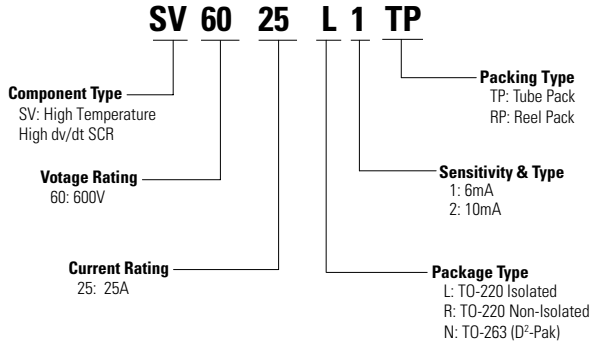 SV 60 25 L 1 TP
Component Type
SV: High Temperature
High dv/dt SCR
Votage Rating
60: 600V
Current Rating
25: 25A
Packing Type
TP: Tube Pack
RP: Reel Pack
Sensitivity & Type
1: 6mA
2: 10mA
Package Type
L: TO-220 Isolated
R: TO-220 Non-Isolated
N: TO-263 (D²-Pak)